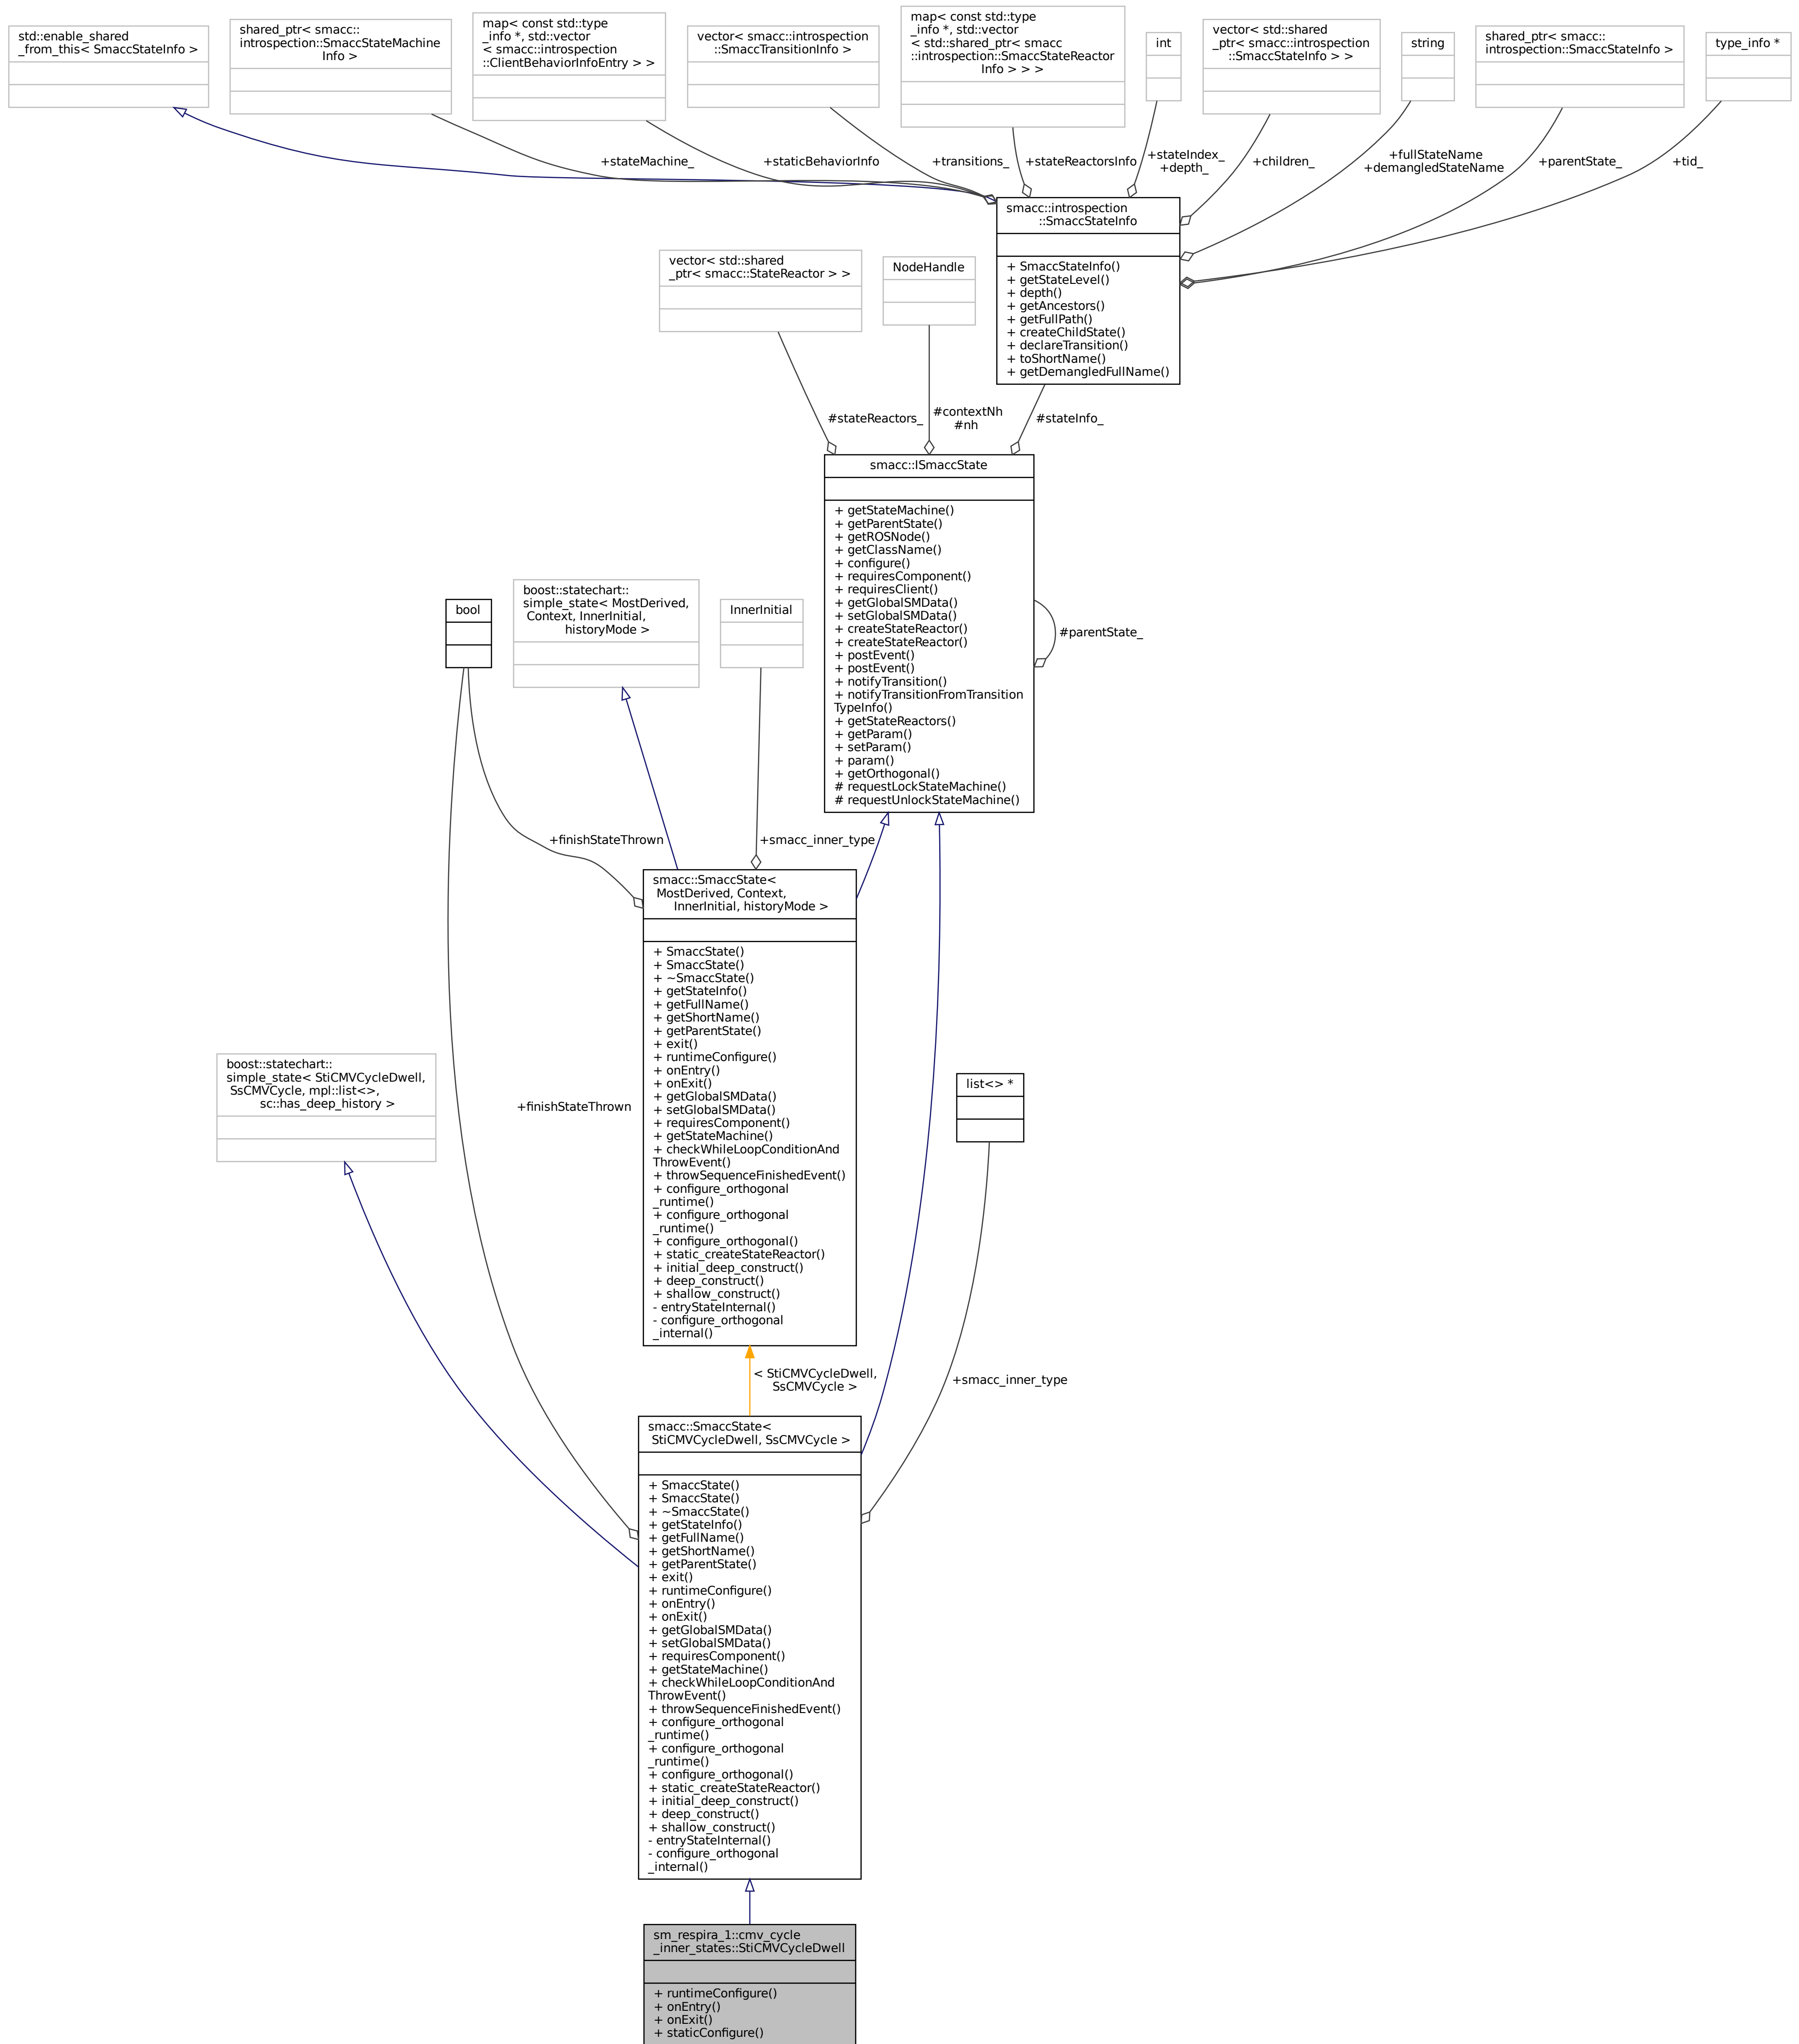 std::enable_shared
_from_this< SmaccStateInfo >
shared_ptr< smacc::
introspection::SmaccStateMachine
Info >
map< const std::type
_info *, std::vector
< smacc::introspection
::ClientBehaviorInfoEntry > >
vector< smacc::introspection
::SmaccTransitionInfo >
map< const std::type
_info *, std::vector
< std::shared_ptr< smacc
::introspection::SmaccStateReactor
Info > > >
int
vector< std::shared
_ptr< smacc::introspection
::SmaccStateInfo > >
string
shared_ptr< smacc::
introspection::SmaccStateInfo >
type_info *
+stateMachine_
+staticBehaviorInfo
+transitions_
+stateReactorsInfo
+stateIndex_
+depth_
+children_
+fullStateName
+demangledStateName
+parentState_
+tid_
smacc::introspection
::SmaccStateInfo
+ SmaccStateInfo()
+ getStateLevel()
+ depth()
+ getAncestors()
+ getFullPath()
+ createChildState()
+ declareTransition()
+ toShortName()
+ getDemangledFullName()
vector< std::shared
_ptr< smacc::StateReactor > >
NodeHandle
#stateReactors_
#contextNh
#nh
#stateInfo_
smacc::ISmaccState
+ getStateMachine()
+ getParentState()
+ getROSNode()
+ getClassName()
+ configure()
+ requiresComponent()
+ requiresClient()
+ getGlobalSMData()
+ setGlobalSMData()
+ createStateReactor()
+ createStateReactor()
+ postEvent()
+ postEvent()
+ notifyTransition()
+ notifyTransitionFromTransition
TypeInfo()
+ getStateReactors()
+ getParam()
+ setParam()
+ param()
+ getOrthogonal()
# requestLockStateMachine()
# requestUnlockStateMachine()
#parentState_
bool
boost::statechart::
simple_state< MostDerived,
Context, InnerInitial,
historyMode >
InnerInitial
+finishStateThrown
+smacc_inner_type
smacc::SmaccState<
MostDerived, Context,
InnerInitial, historyMode >
+ SmaccState()
+ SmaccState()
+ ~SmaccState()
+ getStateInfo()
+ getFullName()
+ getShortName()
+ getParentState()
+ exit()
+ runtimeConfigure()
+ onEntry()
+ onExit()
+ getGlobalSMData()
+ setGlobalSMData()
+ requiresComponent()
+ getStateMachine()
+ checkWhileLoopConditionAnd
ThrowEvent()
+ throwSequenceFinishedEvent()
+ configure_orthogonal
_runtime()
+ configure_orthogonal
_runtime()
+ configure_orthogonal()
+ static_createStateReactor()
+ initial_deep_construct()
+ deep_construct()
+ shallow_construct()
- entryStateInternal()
- configure_orthogonal
_internal()
boost::statechart::
simple_state< StiCMVCycleDwell,
SsCMVCycle, mpl::list<>,
sc::has_deep_history >
+finishStateThrown
list<> *
< StiCMVCycleDwell,
SsCMVCycle >
+smacc_inner_type
smacc::SmaccState<
StiCMVCycleDwell, SsCMVCycle >
+ SmaccState()
+ SmaccState()
+ ~SmaccState()
+ getStateInfo()
+ getFullName()
+ getShortName()
+ getParentState()
+ exit()
+ runtimeConfigure()
+ onEntry()
+ onExit()
+ getGlobalSMData()
+ setGlobalSMData()
+ requiresComponent()
+ getStateMachine()
+ checkWhileLoopConditionAnd
ThrowEvent()
+ throwSequenceFinishedEvent()
+ configure_orthogonal
_runtime()
+ configure_orthogonal
_runtime()
+ configure_orthogonal()
+ static_createStateReactor()
+ initial_deep_construct()
+ deep_construct()
+ shallow_construct()
- entryStateInternal()
- configure_orthogonal
_internal()
sm_respira_1::cmv_cycle
_inner_states::StiCMVCycleDwell
+ runtimeConfigure()
+ onEntry()
+ onExit()
+ staticConfigure()